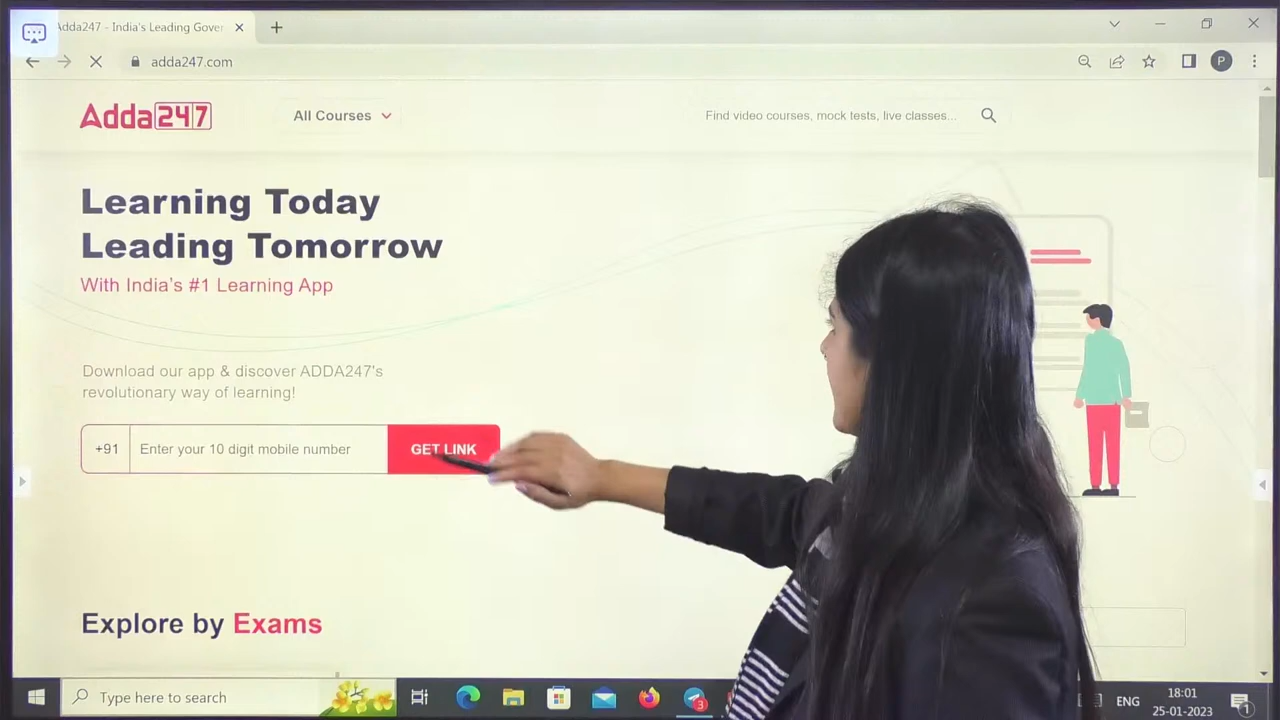 Adda247 - India's Leading Gover
adda247.com
P
Adda247
All Courses
Find video courses, mock tests, live classes...
Learning Today
Leading Tomorrow
With India's #1 Learning App
Download our app & discover ADDA247's
revolutionary way of learning!
+91
Enter your 10 digit mobile number
GET LINK
Explore by Exams
Type here to search
3
ENG
18:01
25-01-2023
1